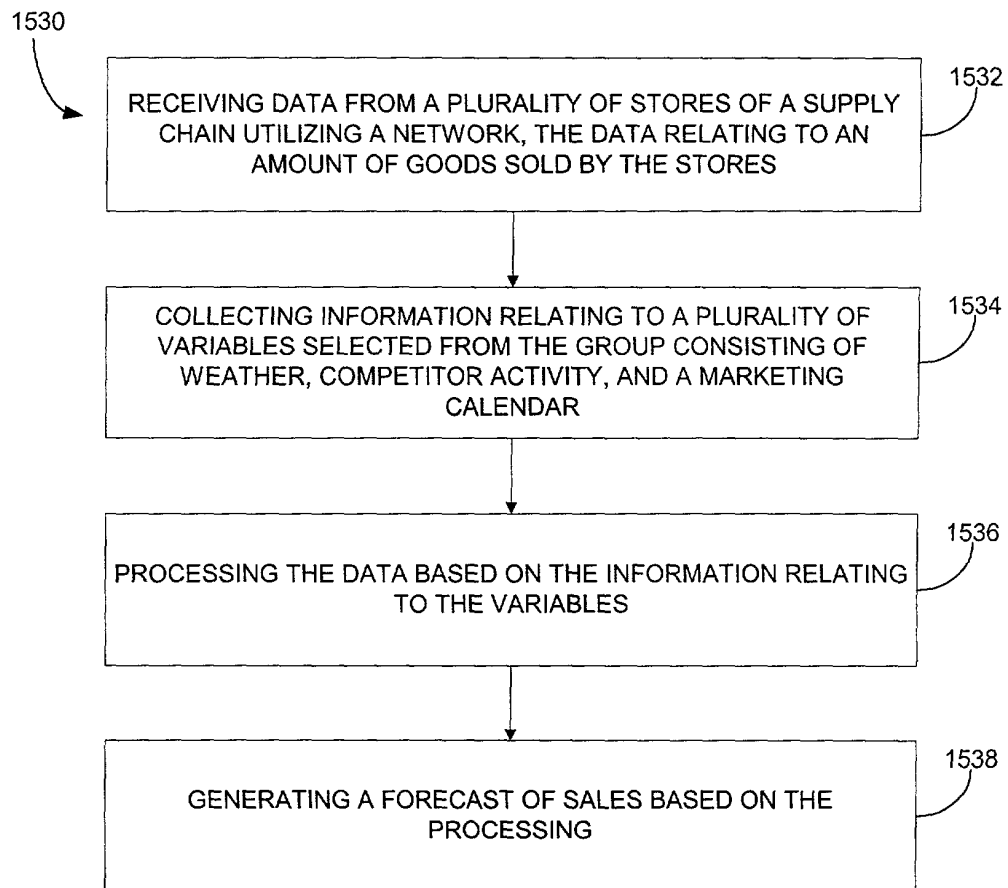 1530
1532
RECEIVING DATA FROM A PLURALITY OF STORES OF A SUPPLY
CHAIN UTILIZING A NETWORK, THE DATA RELATING TO AN
AMOUNT OF GOODS SOLD BY THE STORES
1534
COLLECTING INFORMATION RELATING TO A PLURALITY OF
VARIABLES SELECTED FROM THE GROUP CONSISTING OF
WEATHER, COMPETITOR ACTIVITY, AND A MARKETING
CALENDAR
1536
PROCESSING THE DATA BASED ON THE INFORMATION RELATING
TO THE VARIABLES
1538
GENERATING A FORECAST OF SALES BASED ON THE
PROCESSING